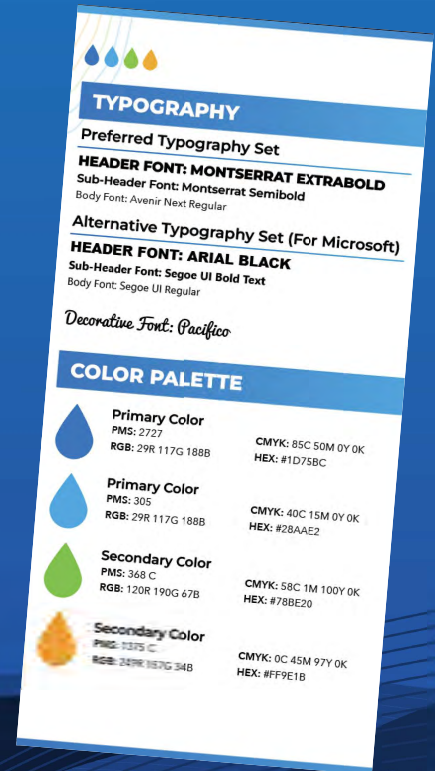 TYPOGRAPHY
Preferred Typography Set
HEADER FONT: MONTSERRAT EXTRABOLD
Sub-Header Font: Montserrat Semibold
Body Font: Avenir Next Regular
Alternative Typography Set (For Microsoft)
HEADER FONT: ARIAL BLACK
Sub-Header Font: Segoe UI Bold Text
Body Font: Segoe UI Regular
Decorative Font: Pacifico
COLOR PALETTE
Primary Color
PMS: 2727
RGB: 29R 117G 188B
CMYK: 85C 50M 0Y 0K
HEX: #1D75BC
Primary Color
PMS: 305
RGB: 29R 117G 188B
CMYK: 40C 15M 0Y 0K
HEX: #28AAE2
Secondary Color
PMS: 368 C
RGB: 120R 190G 67B
CMYK: 58C 1M 100Y 0K
HEX: #78BE20
Secondary Color
PMS: 1375 C
RGB: 249R 34B
CMYK: 0C 45M 97Y 0K
HEX: #FF9E1B